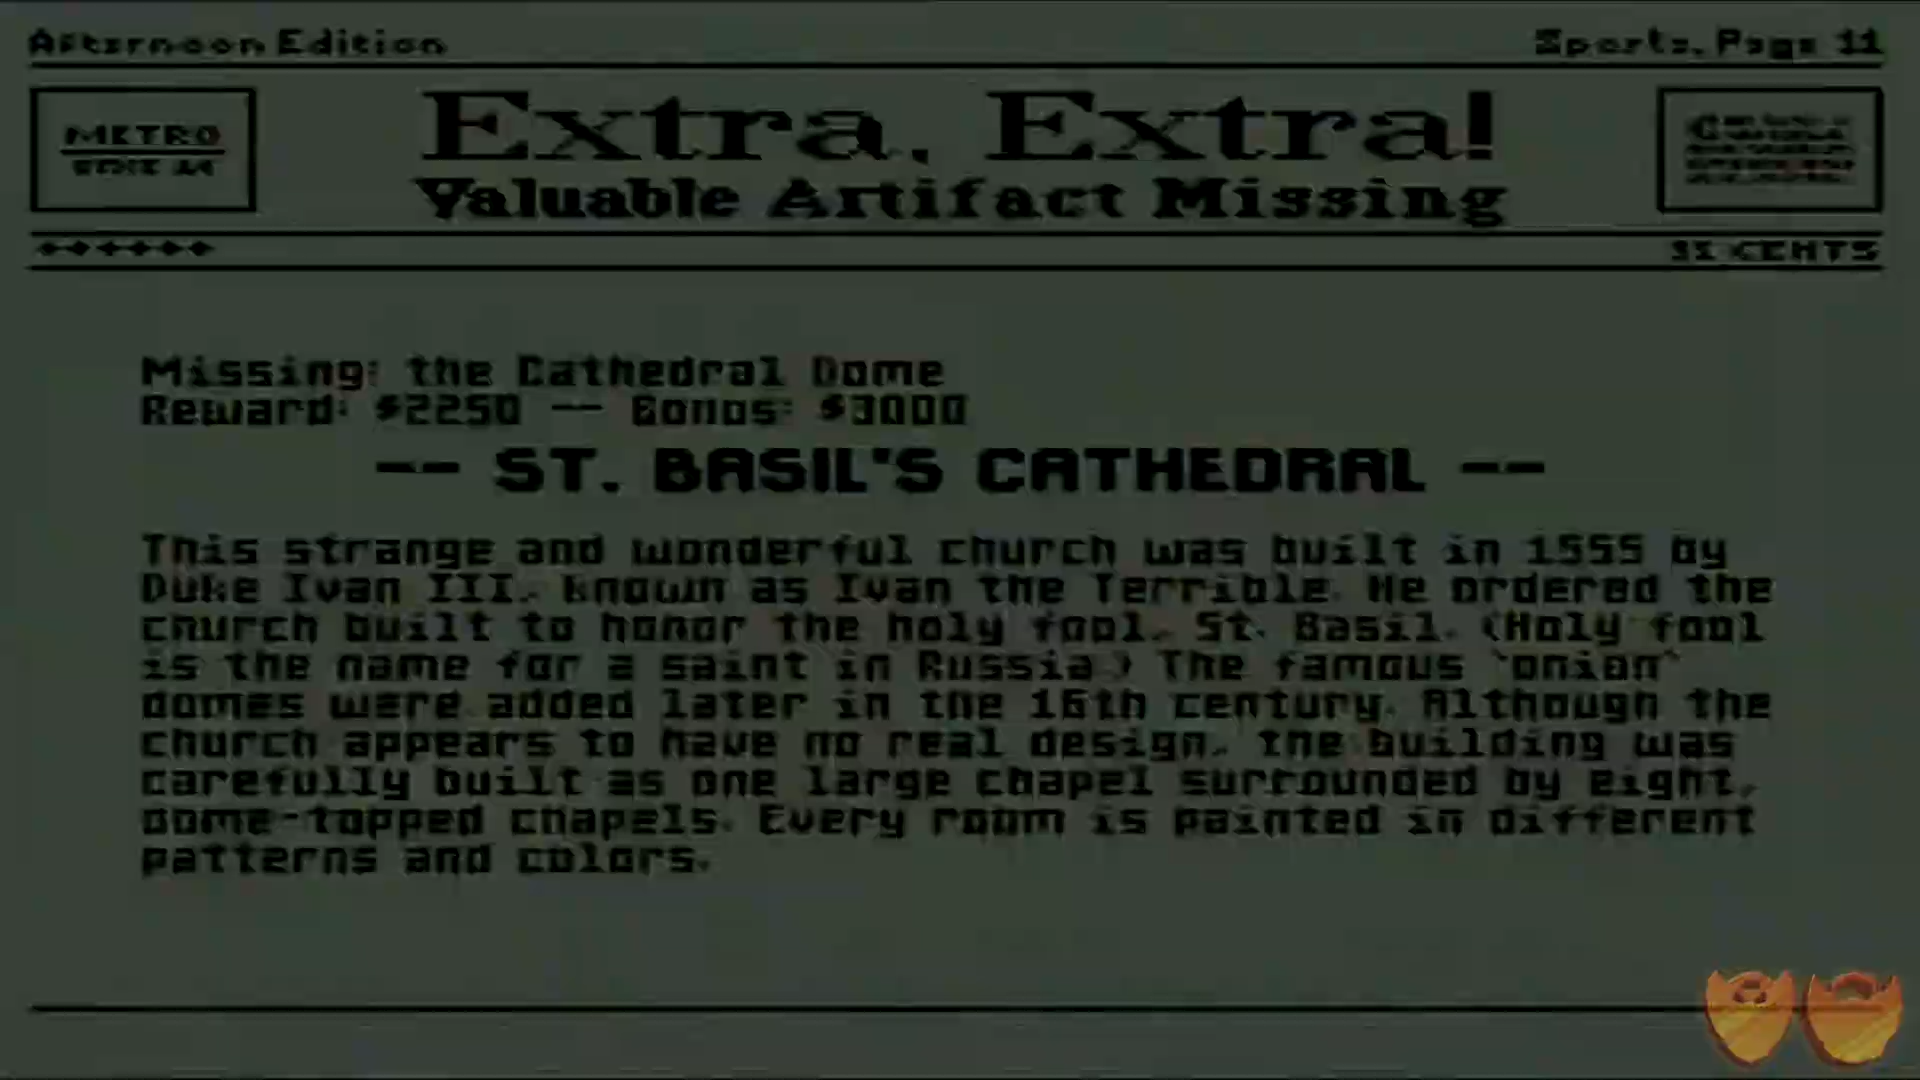 Afternoon Edition
Sports, Page 11
METRO
Extra, Extra!
Valuable Artifact Missing
35 CENTS
Missing: the Cathedral Dome
Reward: $2250 -- Bonus: $3000
-- ST. BASIL'S CATHEDRAL --
This strange and wonderful church was built in 1555 by
Duke Ivan III, known as Ivan the Terrible. He ordered the
church built to honor the holy fool, St. Basil. (Holy fool
is the name for a saint in Russia.) The famous `onion`
domes were added later in the 16th century. Although the
church appears to have no real design, the building was
carefully built as one large chapel surrounded by eight,
dome-topped chapels. Every room is painted in different
patterns and colors.